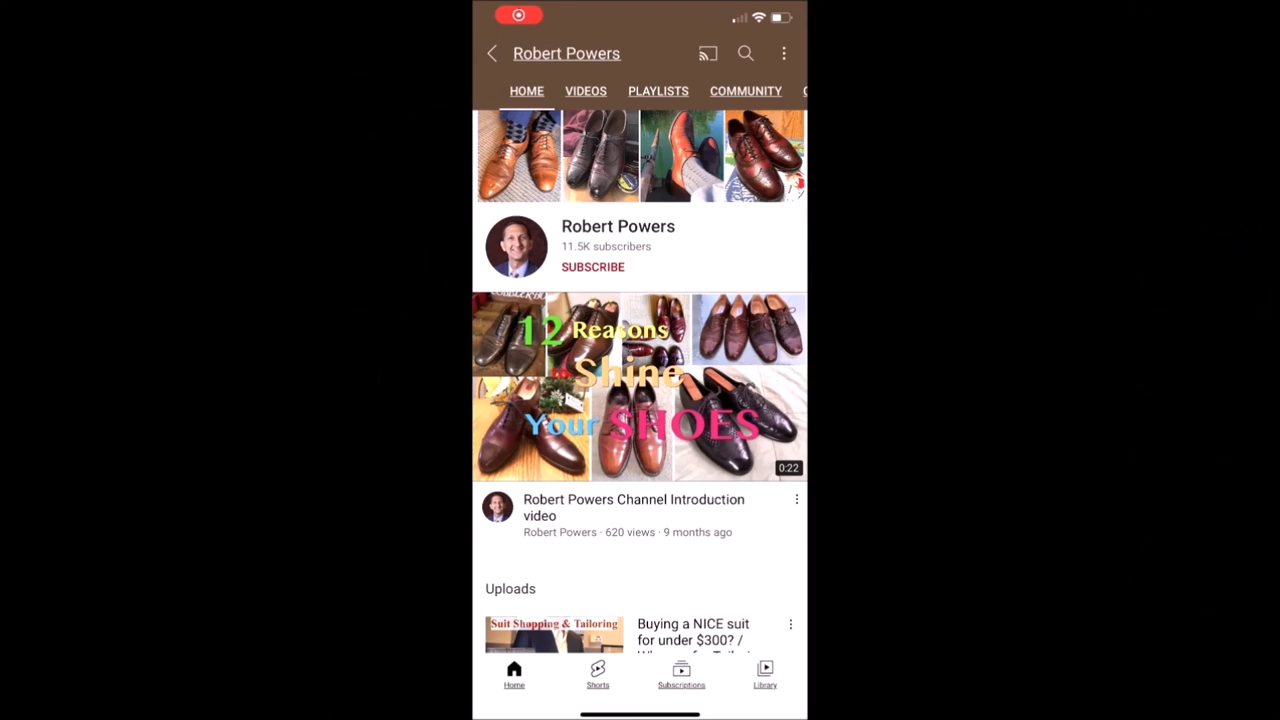 Robert Powers
HOME VIDEOS PLAYLISTS COMMUNITY
Robert Powers
11.5K subscribers
SUBSCRIBE
12 Reasons
Shine
Your SHOES
0:22
Robert Powers Channel Introduction
video
Robert Powers · 620 views · 9 months ago
Uploads
Suit Shopping & Tailoring
Buying a NICE suit
for under $300? /
Home Shorts Subscriptions Library